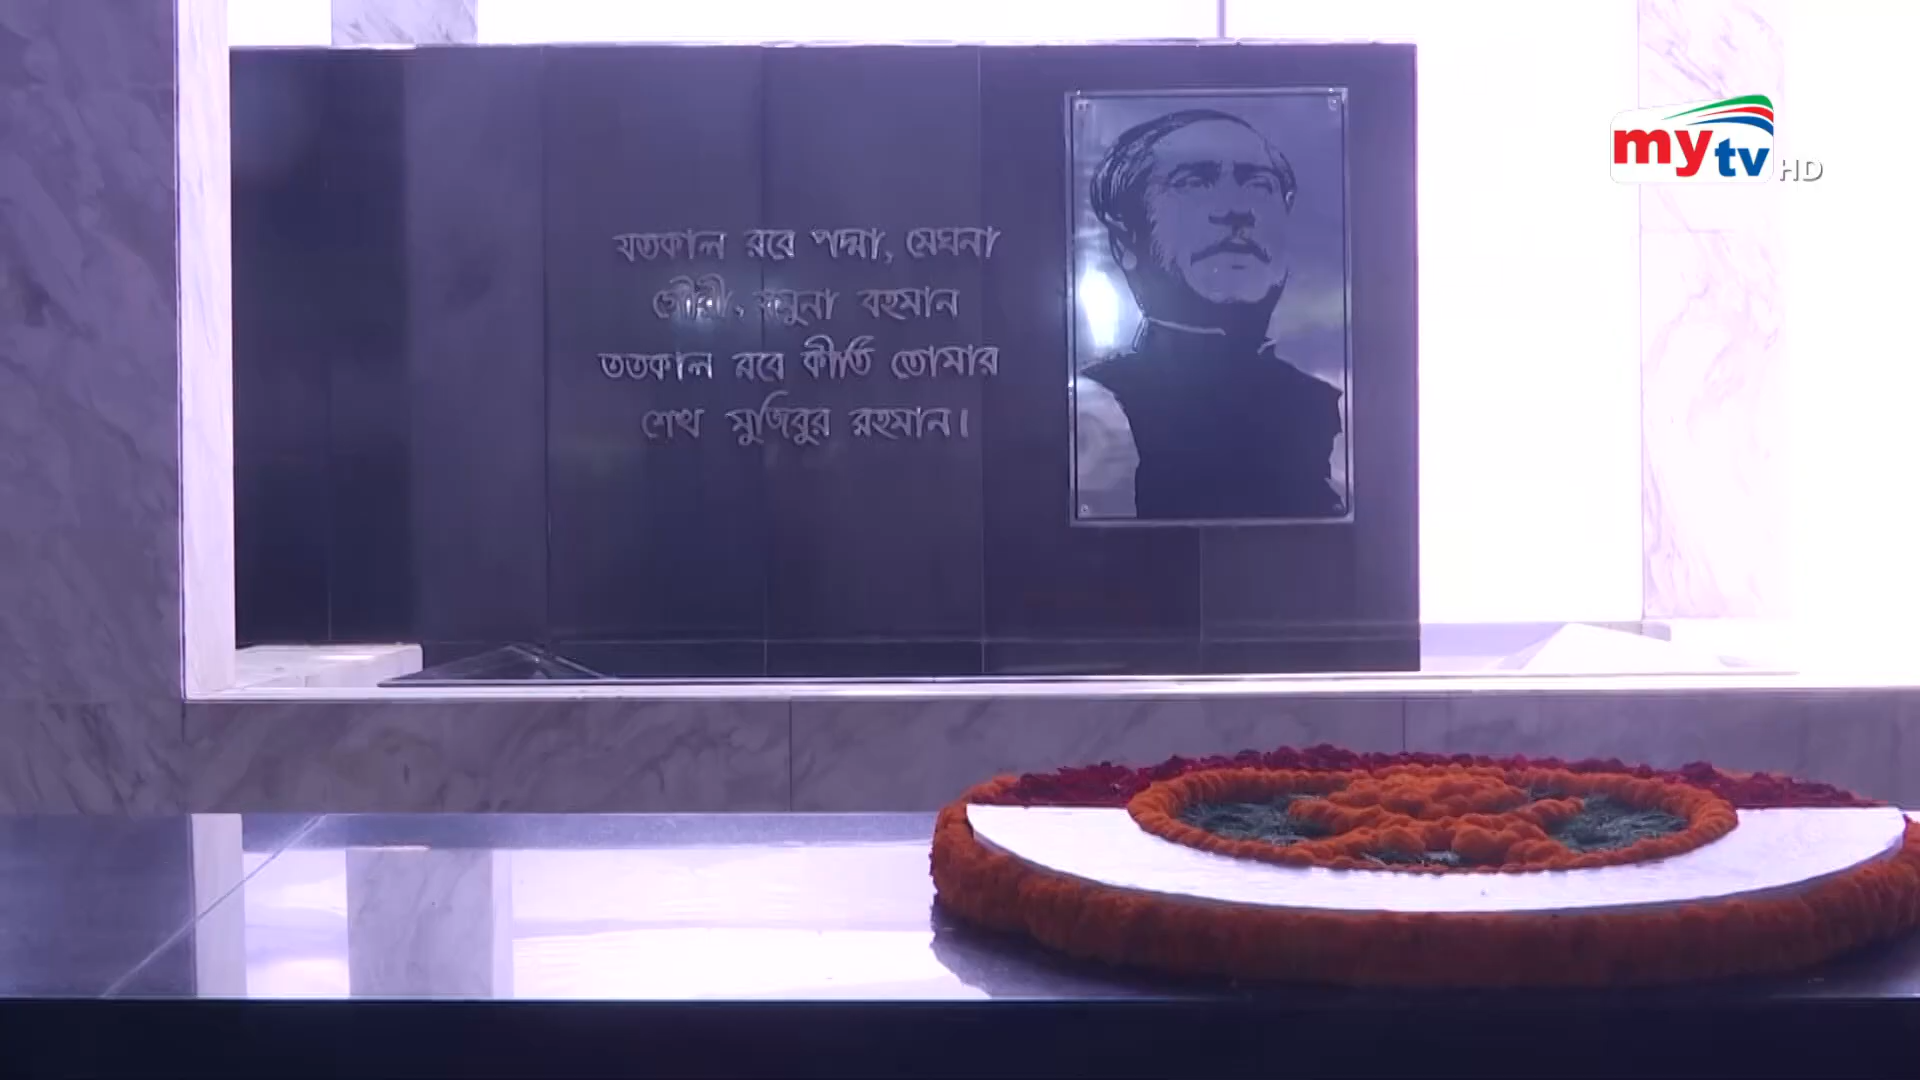 যতকাল রবে পদ্মা, মেঘনা
গৌরী, যমুনা বহমান
ততকাল রবে কীর্তি তোমার
শেখ মুজিবুর রহমান।
my tv HD